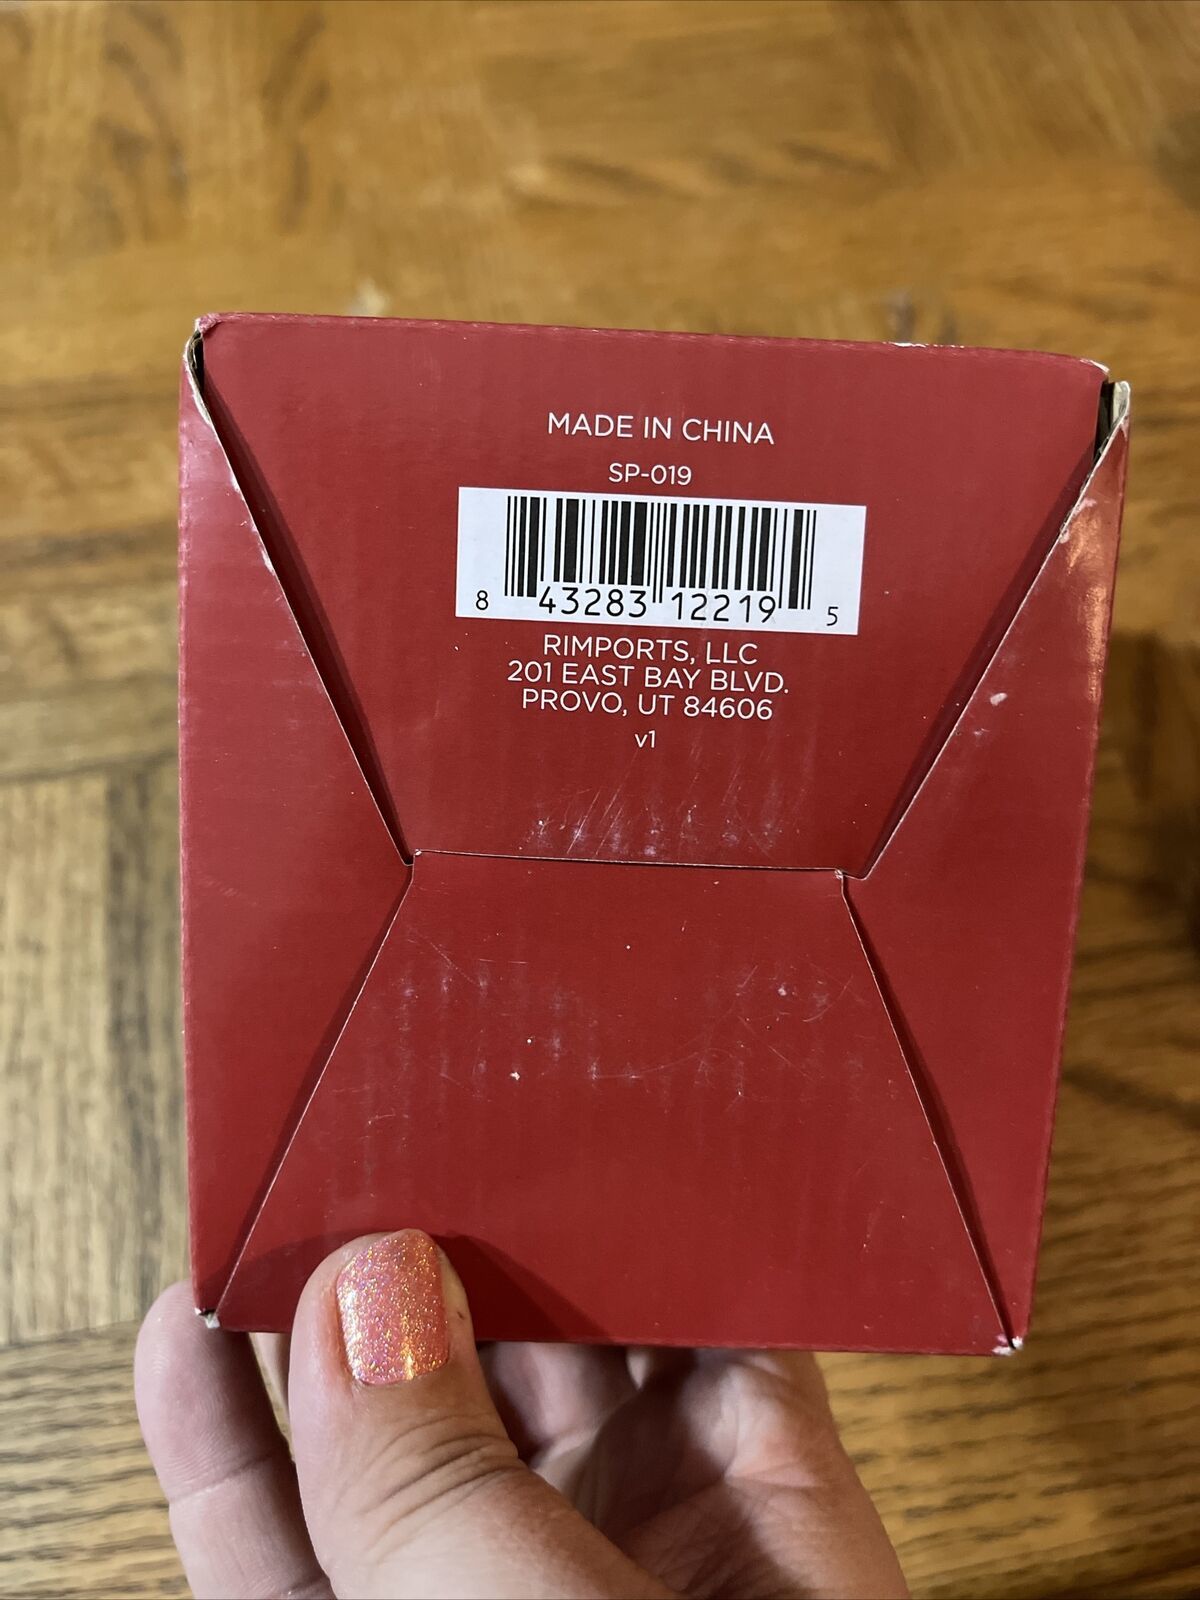 MADE IN CHINA
SP-019
8 43283 12219 5
RIMPORTS, LLC
201 EAST BAY BLVD.
PROVO, UT 84606
v1